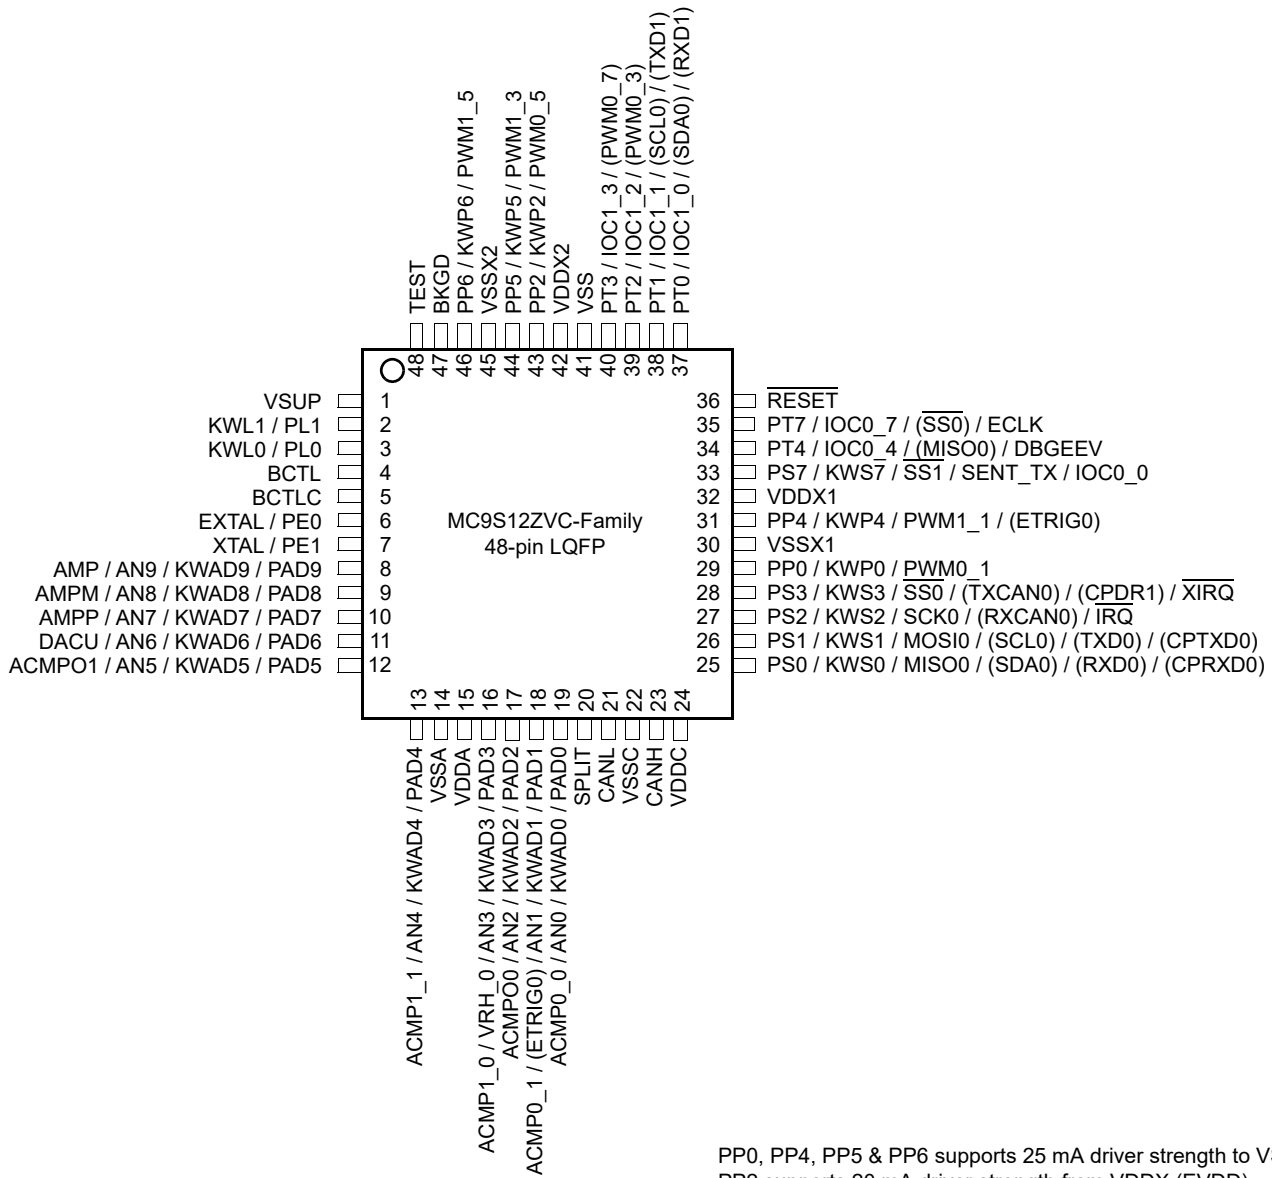 TEST
BKGD
PP6 / KWP6 / PWM1_5
VSSX2
PP5 / KWP5 / PWM1_3
PP2 / KWP2 / PWM0_5
VDDX2
VSS
PT3 / IOC1_3 / (PWM0_7)
PT2 / IOC1_2 / (PWM0_3)
PT1 / IOC1_1 / (SCL0) / (TXD1)
PT0 / IOC1_0 / (SDA0) / (RXD1)
48
47
46
45
44
43
42
41
40
39
38
37
VSUP 1
KWL1 / PL1 2
KWL0 / PL0 3
BCTL 4
BCTLC 5
EXTAL / PE0 6
XTAL / PE1 7
AMP / AN9 / KWAD9 / PAD9 8
AMPM / AN8 / KWAD8 / PAD8 9
AMPP / AN7 / KWAD7 / PAD7 10
DACU / AN6 / KWAD6 / PAD6 11
ACMPO1 / AN5 / KWAD5 / PAD5 12
MC9S12ZVC-Family
48-pin LQFP
36 RESET
35 PT7 / IOC0_7 / (SS0) / ECLK
34 PT4 / IOC0_4 / (MISO0) / DBGEEV
33 PS7 / KWS7 / SS1 / SENT_TX / IOC0_0
32 VDDX1
31 PP4 / KWP4 / PWM1_1 / (ETRIG0)
30 VSSX1
29 PP0 / KWP0 / PWM0_1
28 PS3 / KWS3 / SS0 / (TXCAN0) / (CPDR1) / XIRQ
27 PS2 / KWS2 / SCK0 / (RXCAN0) / IRQ
26 PS1 / KWS1 / MOSI0 / (SCL0) / (TXD0) / (CPTXD0)
25 PS0 / KWS0 / MISO0 / (SDA0) / (RXD0) / (CPRXD0)
13
14
15
16
17
18
19
20
21
22
23
24
ACMP1_1 / AN4 / KWAD4 / PAD4
VSSA
VDDA
ACMP1_0 / VRH_0 / AN3 / KWAD3 / PAD3
ACMPO0 / AN2 / KWAD2 / PAD2
ACMP0_1 / (ETRIG0) / AN1 / KWAD1 / PAD1
ACMP0_0 / AN0 / KWAD0 / PAD0
SPLIT
CANL
VSSC
CANH
VDDC
PP0, PP4, PP5 & PP6 supports 25 mA driver strength to
PP2 supports 20 mA driver strength from VDDX (EVDD)